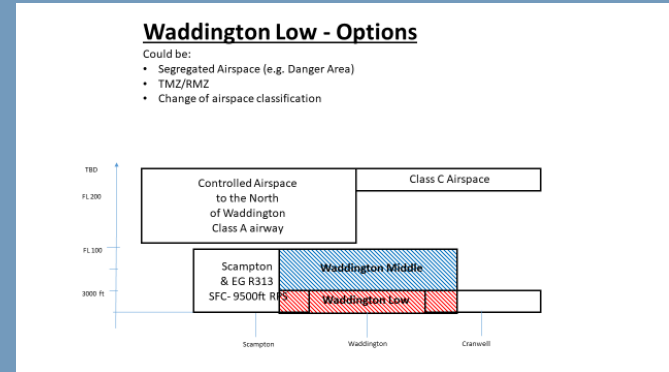 Waddington Low - Options
Could be:
• Segregated Airspace (e.g. Danger Area)
• TMZ/RMZ
• Change of airspace classification
TBD
FL 200
FL 100
3000 ft
Controlled Airspace
to the North
of Waddington
Class A airway
Class C Airspace
Scampton
& EG R313
SFC- 9500ft RPS
Waddington Middle
Waddington Low
Scampton
Waddington
Cranwell